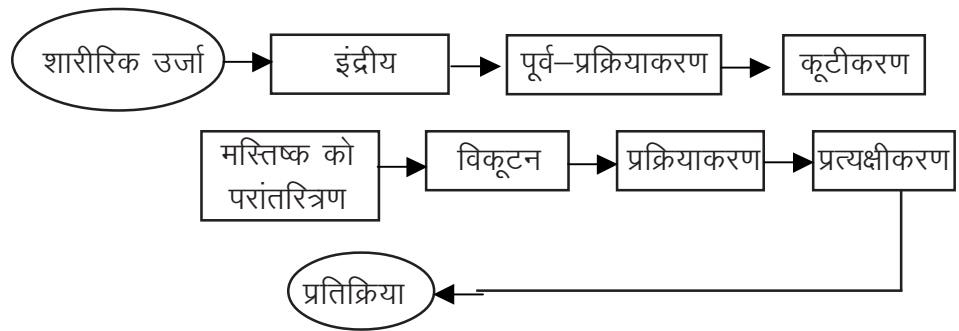 शारीरिक उर्जा
इंद्रीय
पूर्व–प्रक्रियाकरण
कूटीकरण
मस्तिष्क को
परांतरित्रण
विकूटन
प्रक्रियाकरण
प्रत्यक्षीकरण
प्रतिक्रिया